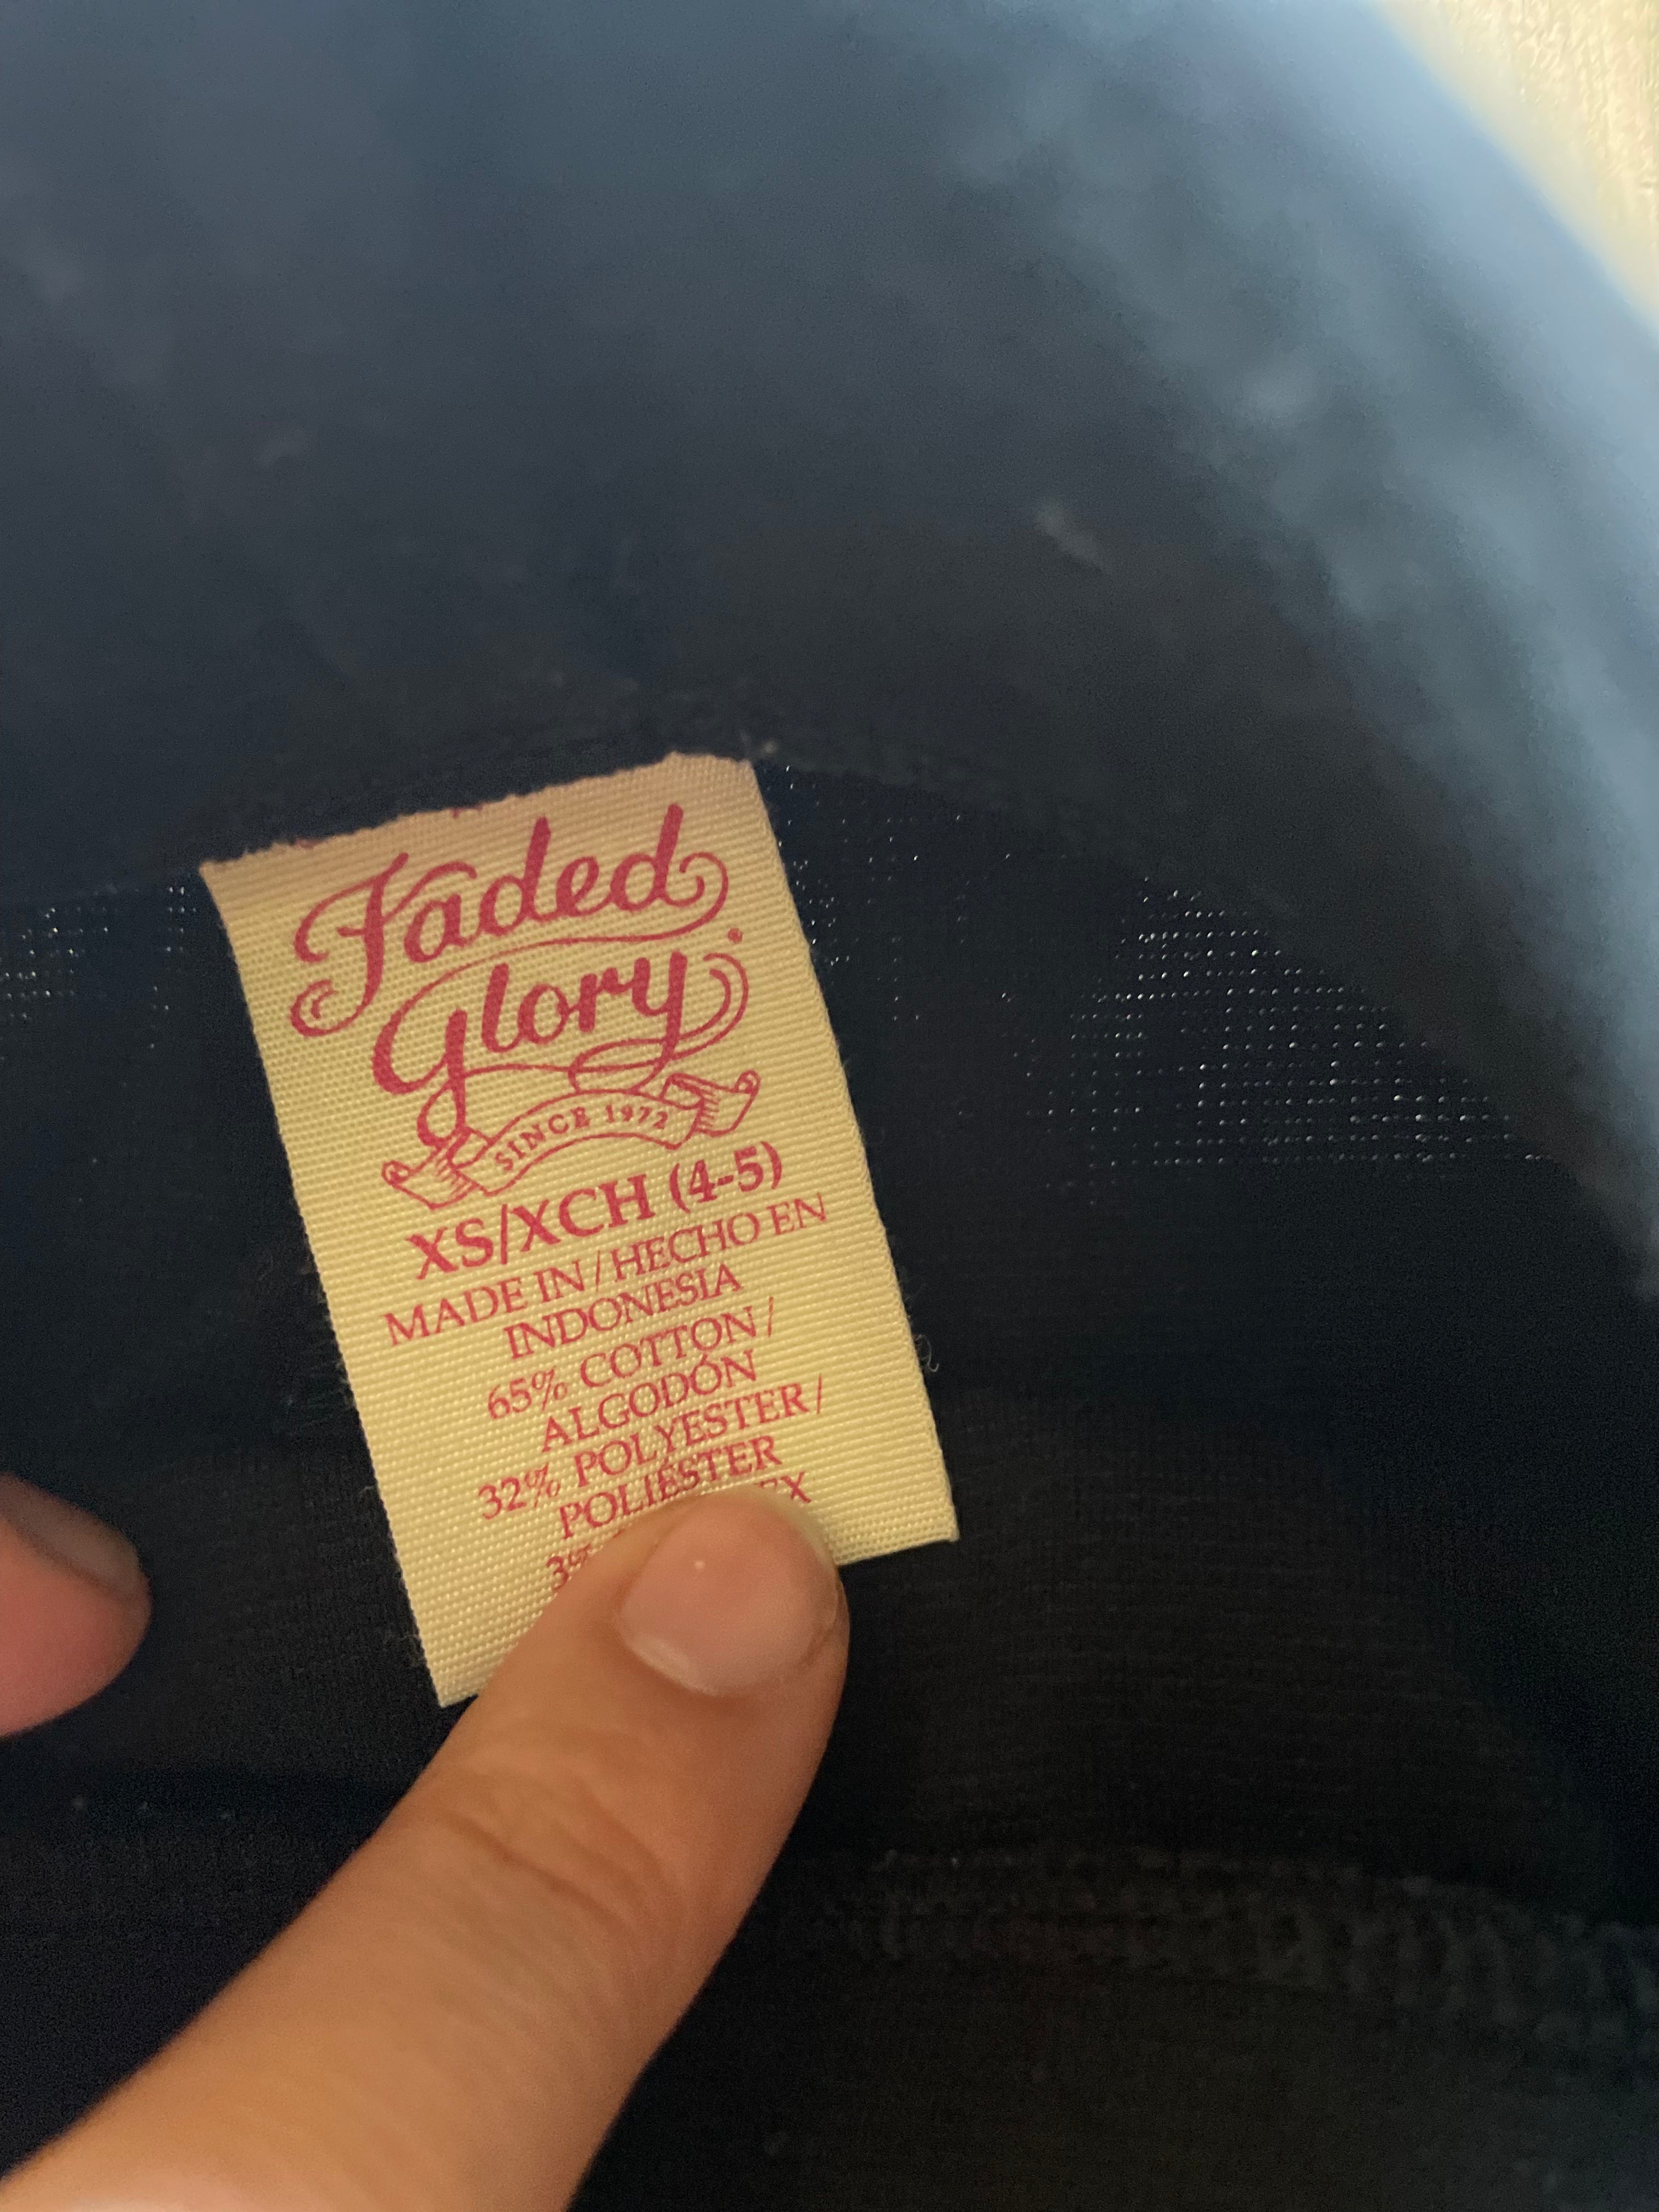 Faded
Glory
SINCE 1972
XS/XCH (4-5)
MADE IN / HECHO EN
INDONESIA
65% COTTON /
ALGODÓN
32% POLYESTER /
POLIÉSTER
3%